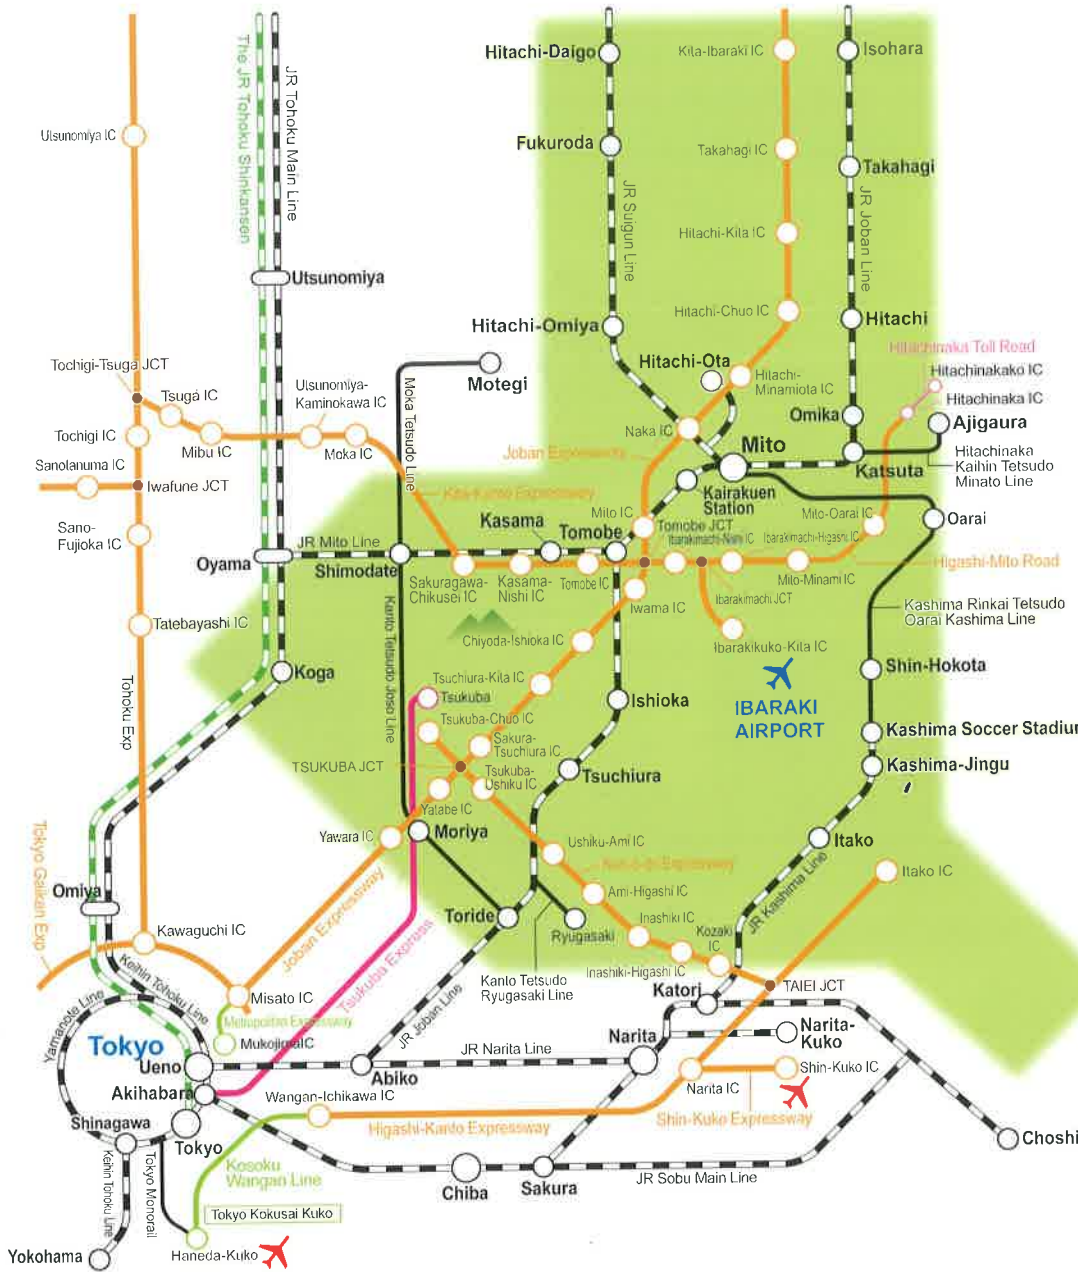 Hitachi-Daigo
Kita-Ibaraki IC
Isohara
The JR Tohoku Shinkansen
JR Tohoku Main Line
Utsunomiya IC
Fukuroda
Takahagi IC
Takahagi
JR Suigun Line
JR Joban Line
Hitachi-Kita IC
Utsunomiya
Hitachi-Chuo IC
Hitachi
Hitachi-Omiya
Hitachinaka Toll Road
Tochigi-Tsuga JCT
Motegi
Hitachi-Ota
Hitachi-
Minamiota IC
Hitachinakako IC
Tsuga IC
Utsunomiya-
Kaminokawa IC
Moka Tetsudo Line
Hitachinaka IC
Omika
Ajigaura
Tochigi IC
Mibu IC
Moka IC
Naka IC
Mito
Joban Expressway
Katsuta
Hitachinaka
Kaihin Tetsudo
Minato Line
Sanotanuma IC
Iwafune JCT
Kita-Kanto Expressway
Kairakuen
Station
Sano-
Fujioka IC
Kasama
Tomobe
Mito IC
Tomobe JCT
Ibarakimachi-Nishi IC
Ibarakimachi-Higashi IC
Mito-Oarai IC
Oarai
JR Mito Line
Oyama
Shimodate
Sakuragawa-
Chikusei IC
Kasama-
Nishi IC
Tomobe IC
Mito-Minami IC
Higashi-Mito Road
Iwama IC
Ibarakimachi JCT
Kashima Rinkai Tetsudo
Oarai Kashima Line
Tatebayashi IC
Kanto Tetsudo Joso Line
Chiyoda-Ishioka IC
Ibarakikuko-Kita IC
Koga
Tohoku Exp
Tsuchiura-Kita IC
Tsukuba
Ishioka
IBARAKI
AIRPORT
Shin-Hokota
Tsukuba-Chuo IC
Sakura-
Tsuchiura IC
Kashima Soccer Stadium
TSUKUBA JCT
Tsukuba-
Ushiku IC
Tsuchiura
Kashima-Jingu
Yatabe IC
Yawara IC
Moriya
Itako
Tokyo Gaikan Exp
Ushiku-Ami IC
Itako IC
Omiya
Ami-Higashi IC
JR Kashima Line
Kawaguchi IC
Joban Expressway
Tsukuba Express
Toride
Ryugasaki
Inashiki IC
Kozaki
IC
Keihin Tohoku Line
Kanto Tetsudo
Ryugasaki Line
Inashiki-Higashi IC
TAIEI JCT
Misato IC
Katori
Yamanote Line
Metropolitan Expressway
JR Joban Line
Tokyo
Mukojima IC
Narita
Narita-
Kuko
Ueno
JR Narita Line
Abiko
Akihabara
Wangan-Ichikawa IC
Narita IC
Shin-Kuko IC
Shinagawa
Tokyo
Higashi-Kanto Expressway
Shin-Kuko Expressway
Choshi
Keihin Tohoku Line
Tokyo Monorail
Kosoku
Wangan Line
Chiba
Sakura
JR Sobu Main Line
Tokyo Kokusai Kuko
Yokohama
Haneda-Kuko